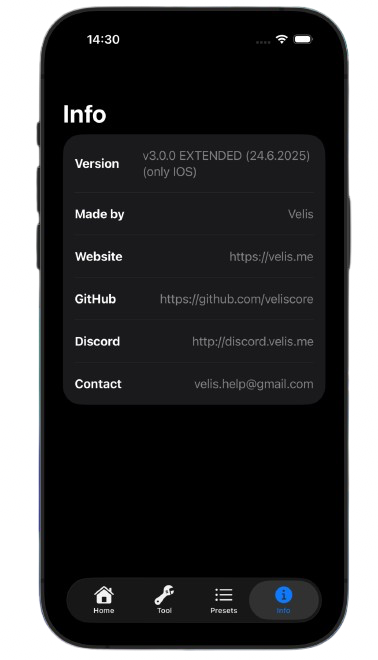 14:30
Info
Version
v3.0.0 EXTENDED (24.6.2025)
(only IOS)
Made by Velis
Website https://velis.me
GitHub https://github.com/veliscore
Discord http://discord.velis.me
Contact velis.help@gmail.com
Home Tool Presets Info